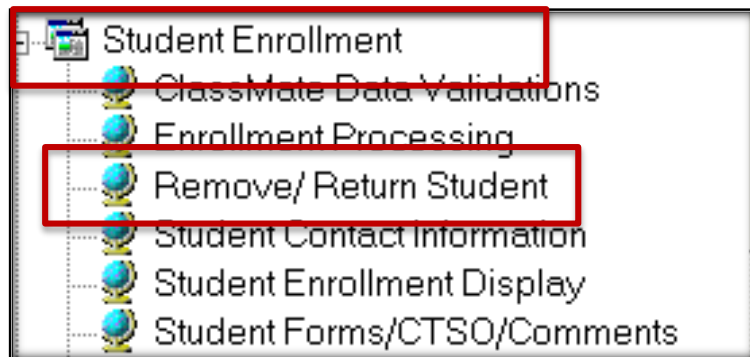 Student Enrollment
ClassMate Data Validations
Enrollment Processing
Remove/ Return Student
Student Contact Information
Student Enrollment Display
Student Forms/CTSO/Comments